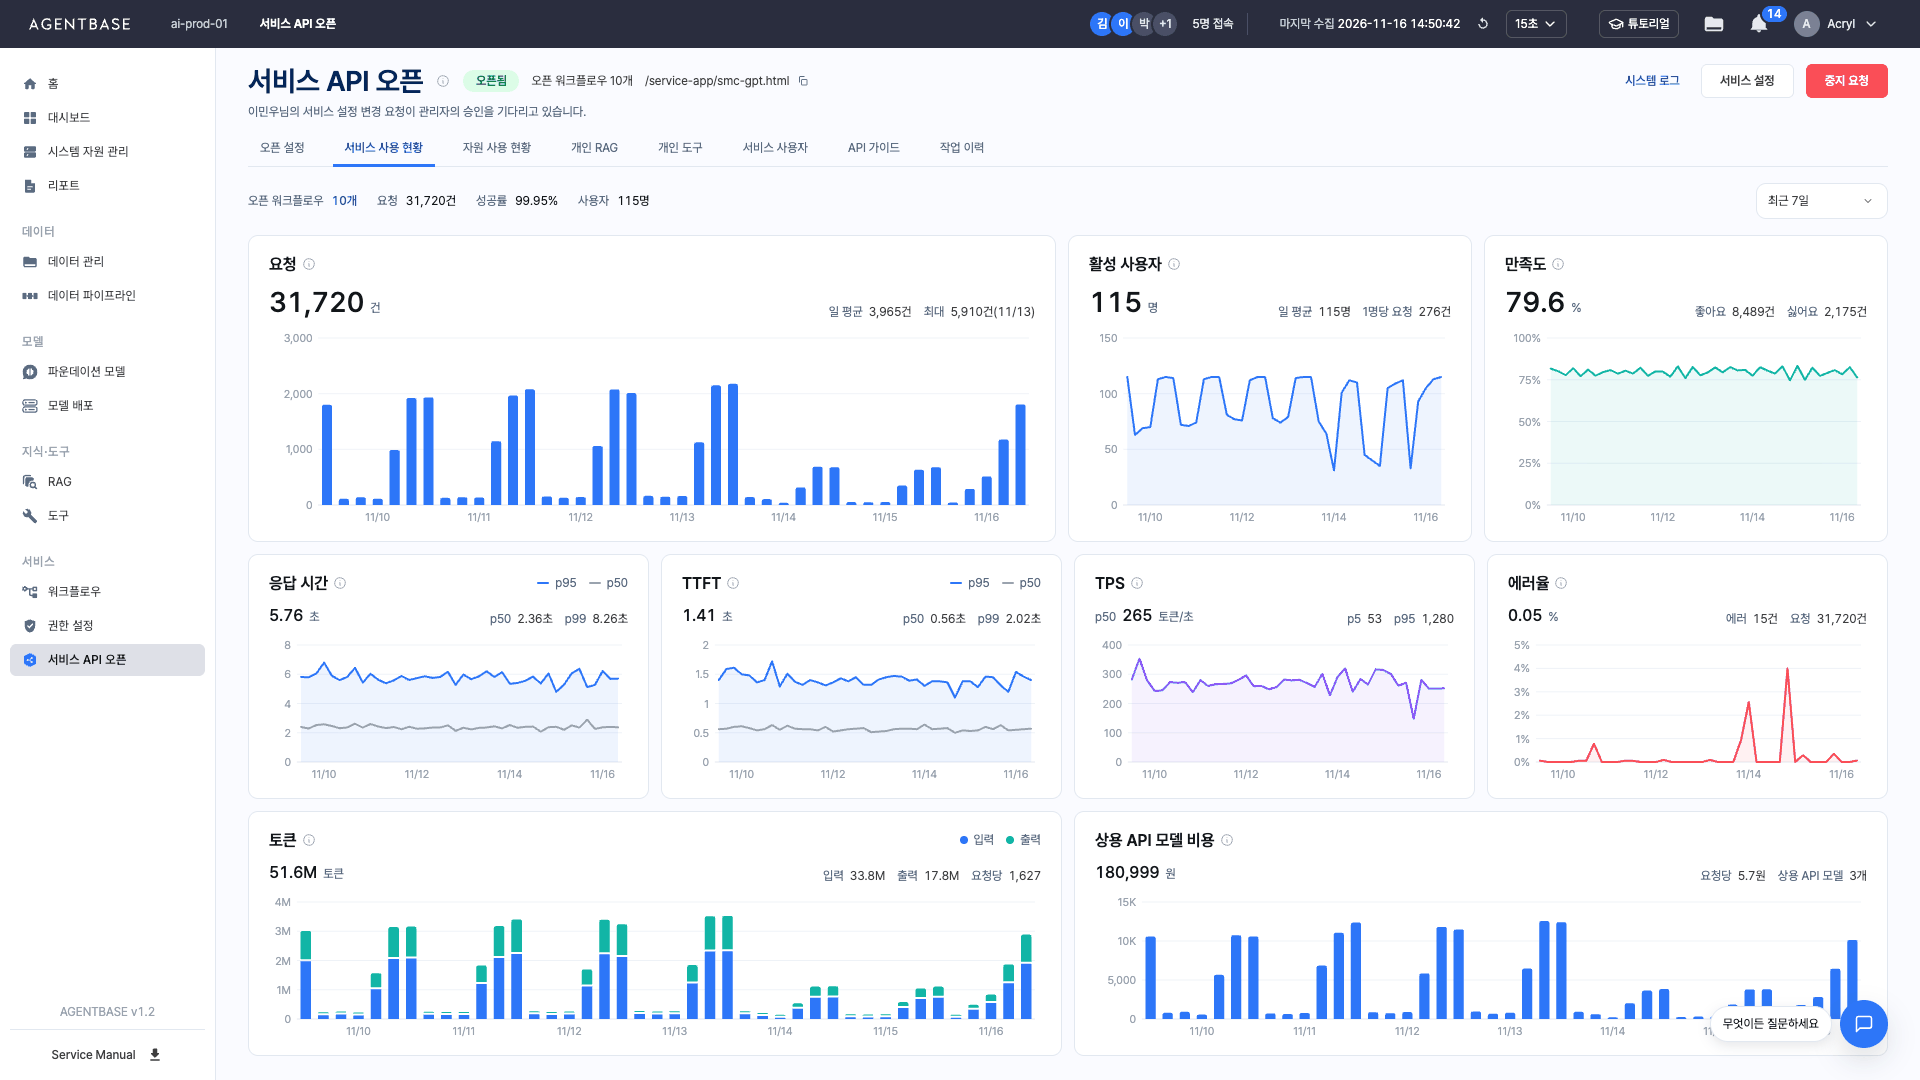 AGENTBASE
ai-prod-01
서비스 API 오픈
김 이 박 +1
5명 접속
마지막 수집 2026-11-16 14:50:42
15초
튜토리얼
14
A Acryl
홈
대시보드
시스템 자원 관리
리포트
데이터
데이터 관리
데이터 파이프라인
모델
파운데이션 모델
모델 배포
지식·도구
RAG
도구
서비스
워크플로우
권한 설정
서비스 API 오픈
AGENTBASE v1.2
Service Manual
서비스 API 오픈
오픈됨
오픈 워크플로우 10개
/service-app/smc-gpt.html
시스템 로그
서비스 설정
중지 요청
이민우님의 서비스 설정 변경 요청이 관리자의 승인을 기다리고 있습니다.
오픈 설정
서비스 사용 현황
자원 사용 현황
개인 RAG
개인 도구
서비스 사용자
API 가이드
작업 이력
오픈 워크플로우 10개 요청 31,720건 성공률 99.95% 사용자 115명
최근 7일
요청
31,720 건
일 평균 3,965건 최대 5,910건(11/13)
3,000
2,000
1,000
0
11/10 11/11 11/12 11/13 11/14 11/15 11/16
활성 사용자
115 명
일 평균 115명 1명당 요청 276건
150
100
50
0
11/10 11/12 11/14 11/16
만족도
79.6 %
좋아요 8,489건 싫어요 2,175건
100%
75%
50%
25%
0%
11/10 11/12 11/14 11/16
응답 시간
p95 p50
5.76 초
p50 2.36초 p99 8.26초
8
6
4
2
0
11/10 11/12 11/14 11/16
TTFT
p95 p50
1.41 초
p50 0.56초 p99 2.02초
2
1.5
1
0.5
0
11/10 11/12 11/14 11/16
TPS
p50 265 토큰/초
p5 53 p95 1,280
400
300
200
100
0
11/10 11/12 11/14 11/16
에러율
0.05 %
에러 15건 요청 31,720건
5%
4%
3%
2%
1%
0%
11/10 11/12 11/14 11/16
토큰
입력 출력
51.6M 토큰
입력 33.8M 출력 17.8M 요청당 1,627
4M
3M
2M
1M
0
11/10 11/11 11/12 11/13 11/14 11/15 11/16
상용 API 모델 비용
180,999 원
요청당 5.7원 상용 API 모델 3개
15K
10K
5,000
0
11/10 11/11 11/12 11/13 11/14
무엇이든 질문하세요